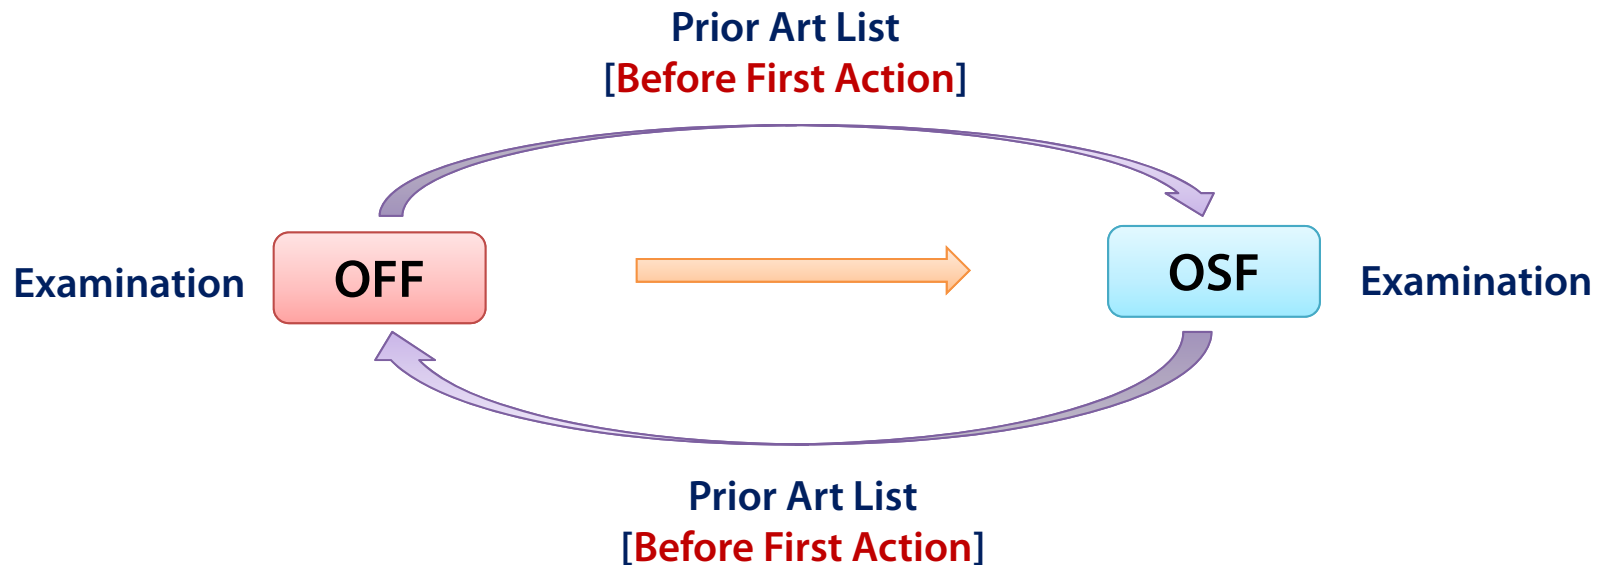 Prior Art List
[Before First Action]
Examination
OFF
OSF
Examination
Prior Art List
[Before First Action]